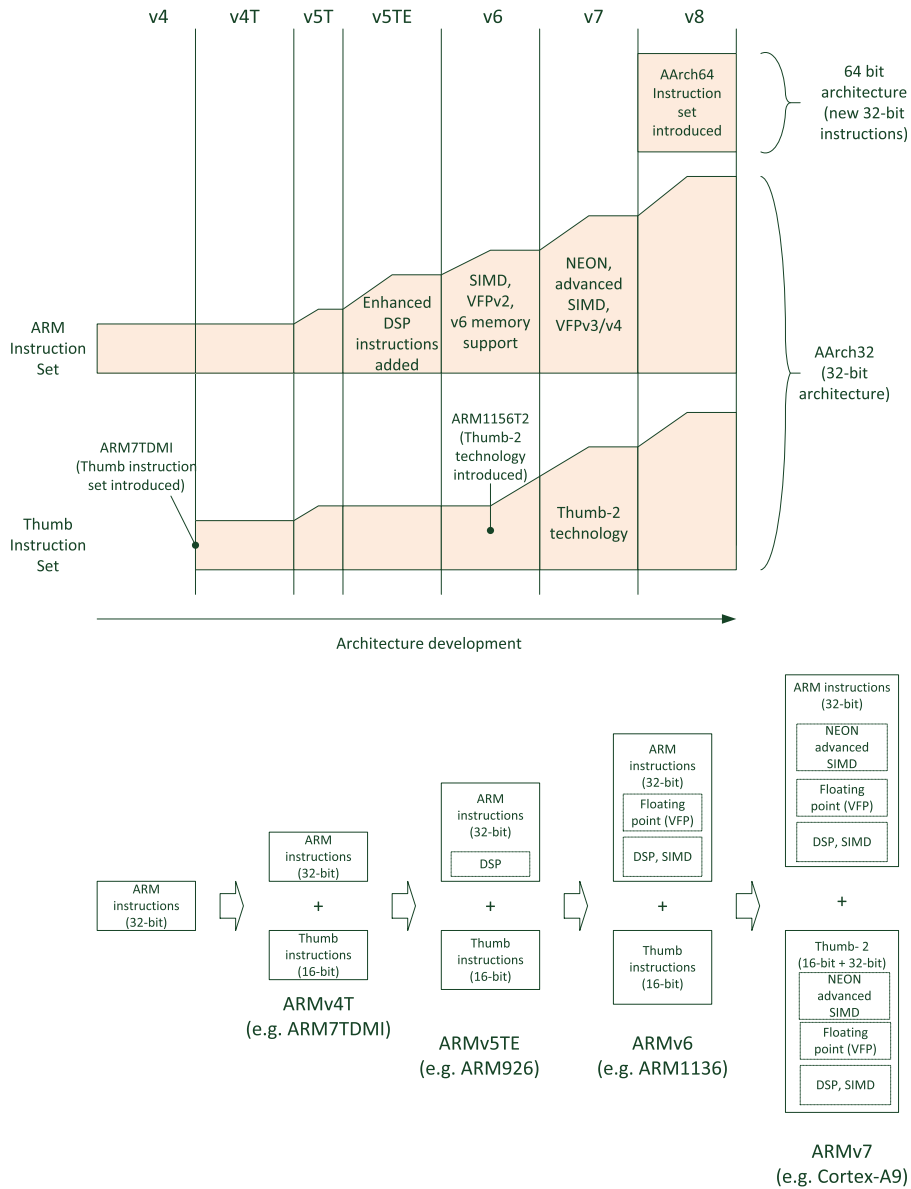 v4
v4T
v5T
v5TE
v6
v7
v8
AArch64
Instruction
set
introduced
64 bit
architecture
(new 32-bit
instructions)
ARM
Instruction
Set
Enhanced
DSP
instructions
added
SIMD,
VFPv2,
v6 memory
support
NEON,
advanced
SIMD,
VFPv3/v4
AArch32
(32-bit
architecture)
ARM7TDMI
(Thumb instruction
set introduced)
ARM1156T2
(Thumb-2
technology
introduced)
Thumb
Instruction
Set
Thumb-2
technology
Architecture development
ARM
instructions
(32-bit)
ARM
instructions
(32-bit)
+
Thumb
instructions
(16-bit)
ARMv4T
(e.g. ARM7TDMI)
ARM
instructions
(32-bit)
DSP
+
Thumb
instructions
(16-bit)
ARMv5TE
(e.g. ARM926)
ARM
instructions
(32-bit)
Floating
point (VFP)
DSP, SIMD
+
Thumb
instructions
(16-bit)
ARMv6
(e.g. ARM1136)
ARM instructions
(32-bit)
NEON
advanced
SIMD
Floating
point (VFP)
DSP, SIMD
+
Thumb- 2
(16-bit + 32-bit)
NEON
advanced
SIMD
Floating
point (VFP)
DSP, SIMD
ARMv7
(e.g. Cortex-A9)